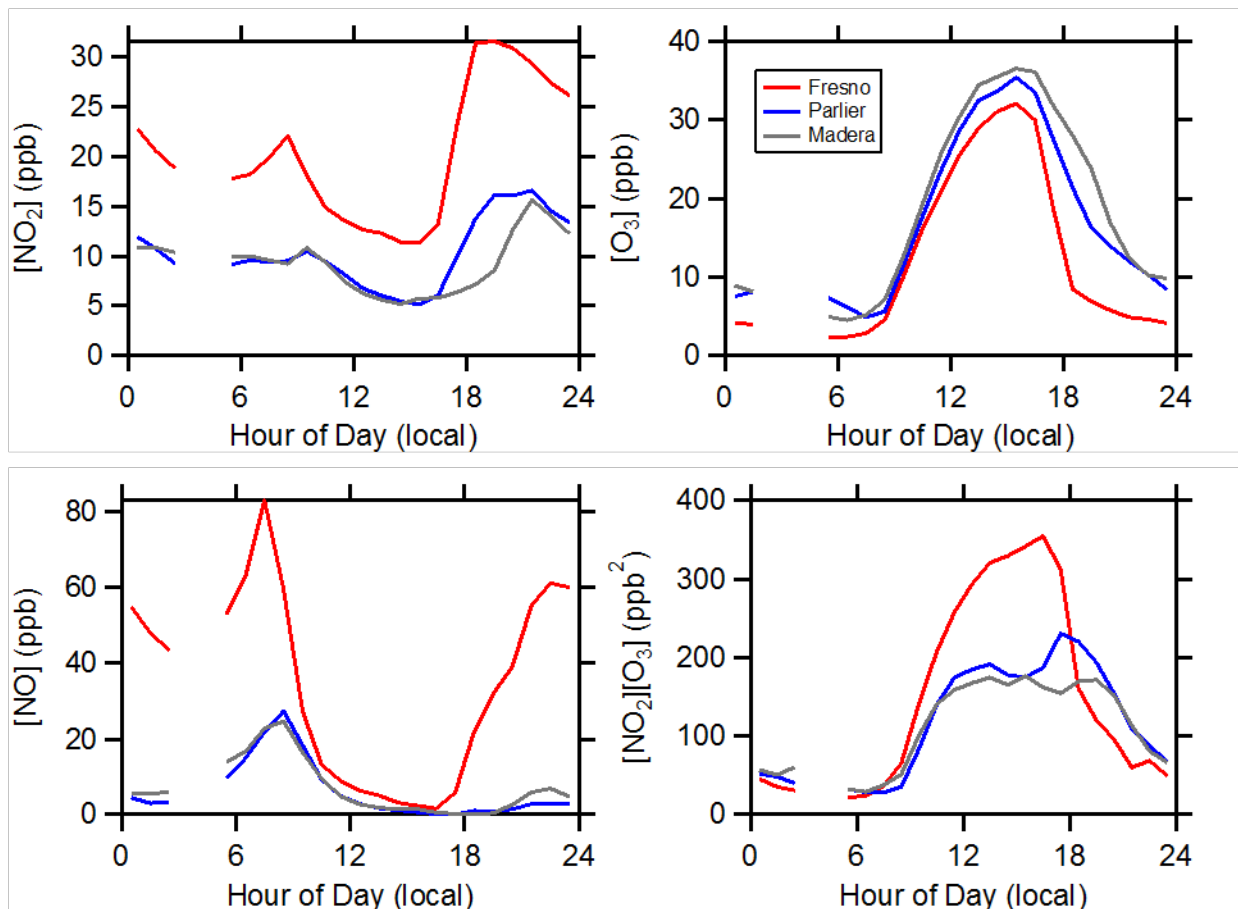 [NO2] (ppb)
30
25
20
15
10
5
0
0 6 12 18 24
Hour of Day (local)
[O3] (ppb)
40
30
20
10
0
Fresno
Parlier
Madera
0 6 12 18 24
Hour of Day (local)
[NO] (ppb)
80
60
40
20
0
0 6 12 18 24
Hour of Day (local)
[NO2][O3] (ppb2)
400
300
200
100
0
0 6 12 18 24
Hour of Day (local)